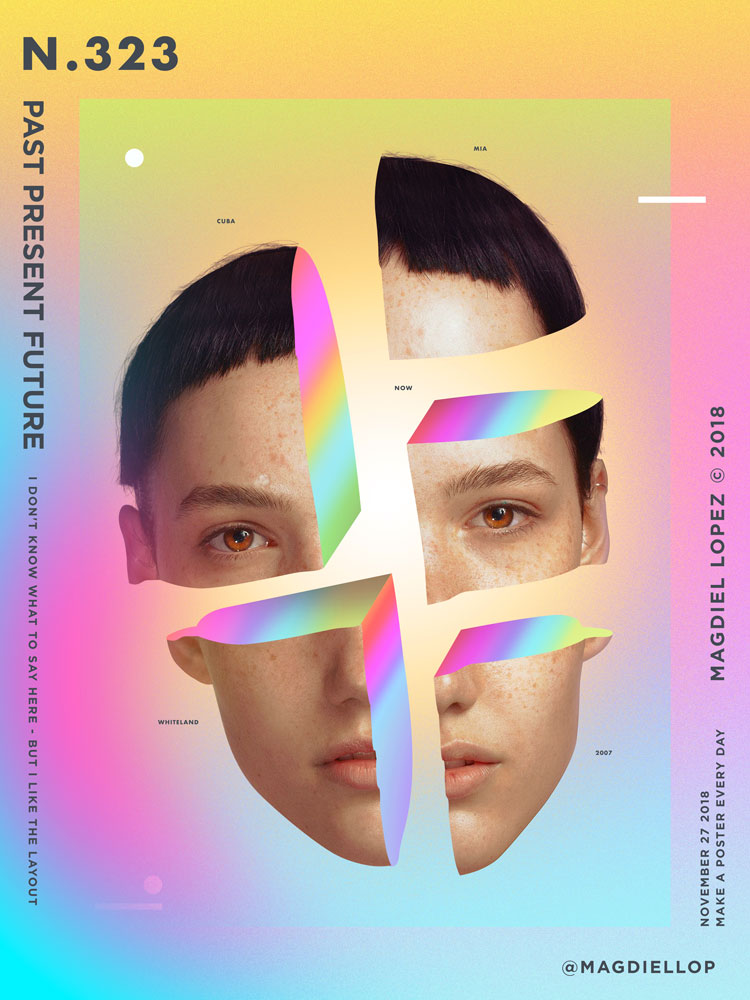 N.323
PAST PRESENT FUTURE
I DON'T KNOW WHAT TO SAY HERE - BUT I LIKE THE LAYOUT
MIA
CUBA
NOW
WHITELAND
2007
MAGDIEL LOPEZ © 2018
NOVEMBER 27 2018
MAKE A POSTER EVERY DAY
@MAGDIELLOP